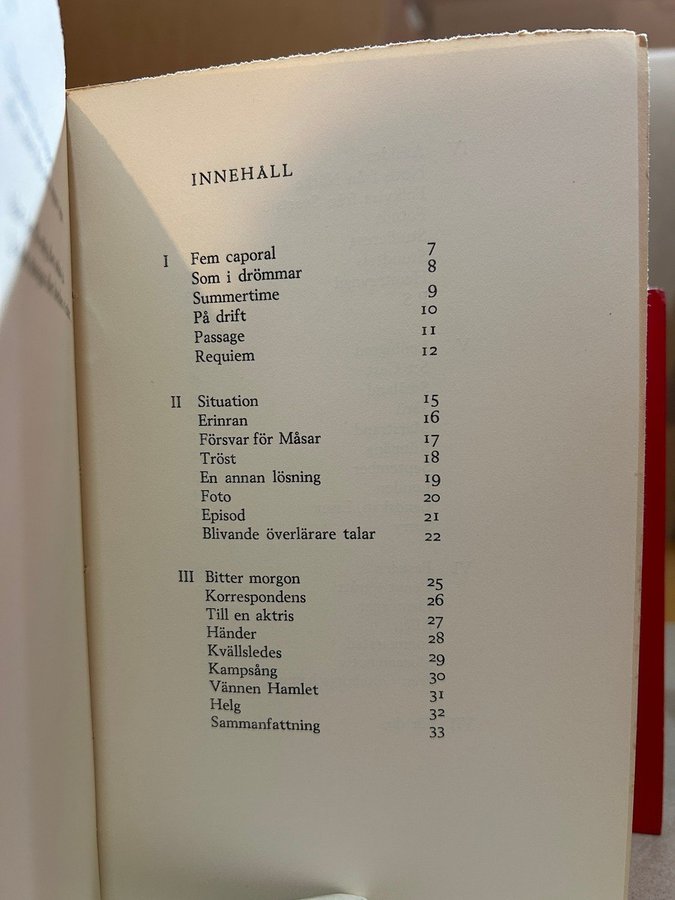 INNEHÅLL
I Fem caporal 7
Som i drömmar 8
Summertime 9
På drift 10
Passage 11
Requiem 12
II Situation 15
Erinran 16
Försvar för Måsar 17
Tröst 18
En annan lösning 19
Foto 20
Episod 21
Blivande överlärare talar 22
III Bitter morgon 25
Korrespondens 26
Till en aktris 27
Händer 28
Kvällsledes 29
Kampsång 30
Vännen Hamlet 31
Helg 32
Sammanfattning 33